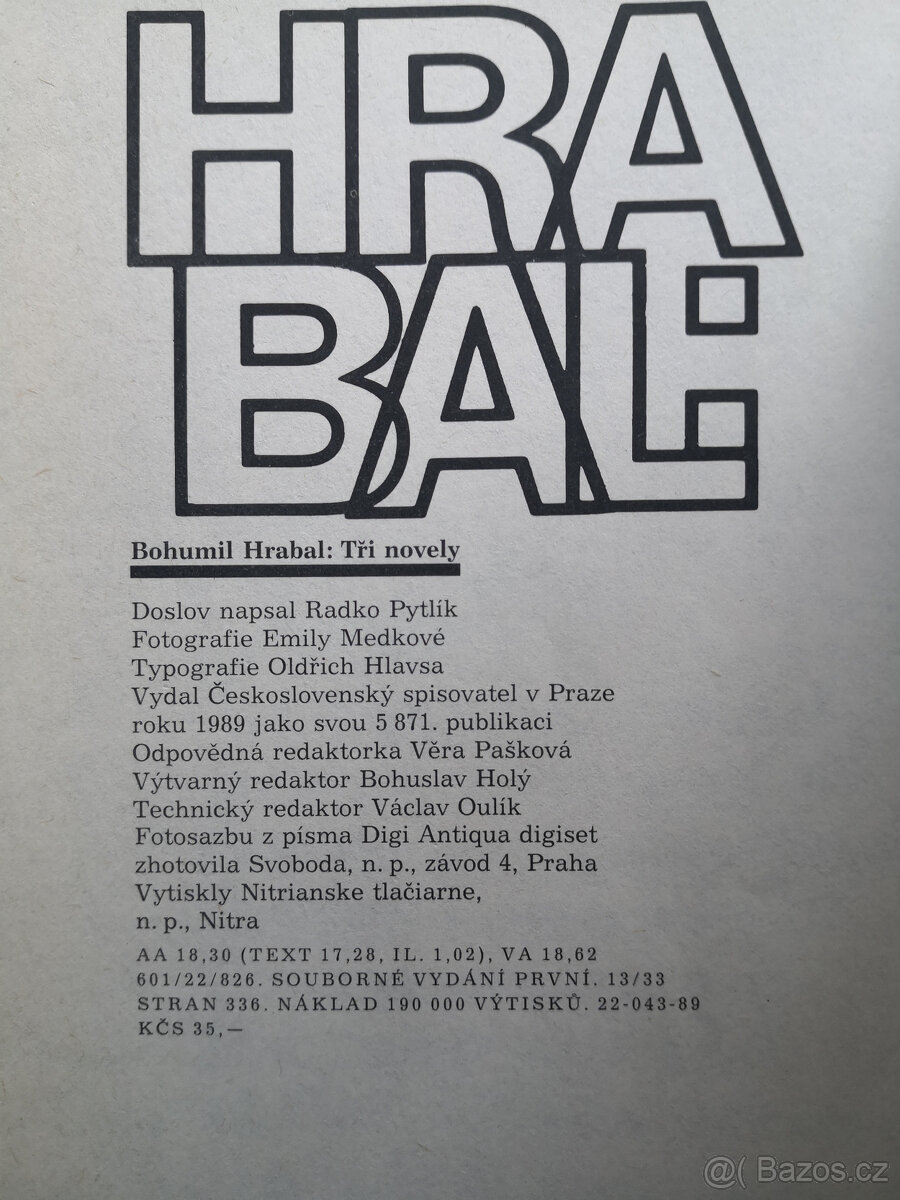 HRA
BAL:
Bohumil Hrabal: Tři novely
Doslov napsal Radko Pytlík
Fotografie Emily Medkové
Typografie Oldřich Hlavsa
Vydal Československý spisovatel v Praze
roku 1989 jako svou 5 871. publikaci
Odpovědná redaktorka Věra Pašková
Výtvarný redaktor Bohuslav Holý
Technický redaktor Václav Oulík
Fotosazbu z písma Digi Antiqua digiset
zhotovila Svoboda, n. p., závod 4, Praha
Vytiskly Nitrianske tlačiarne,
n. p., Nitra
AA 18,30 (TEXT 17,28, IL. 1,02), VA 18,62
601/22/826. SOUBORNÉ VYDÁNÍ PRVNÍ. 13/33
STRAN 336. NÁKLAD 190 000 VÝTISKŮ. 22-043-89
KČS 35,—
@( Bazos.cz